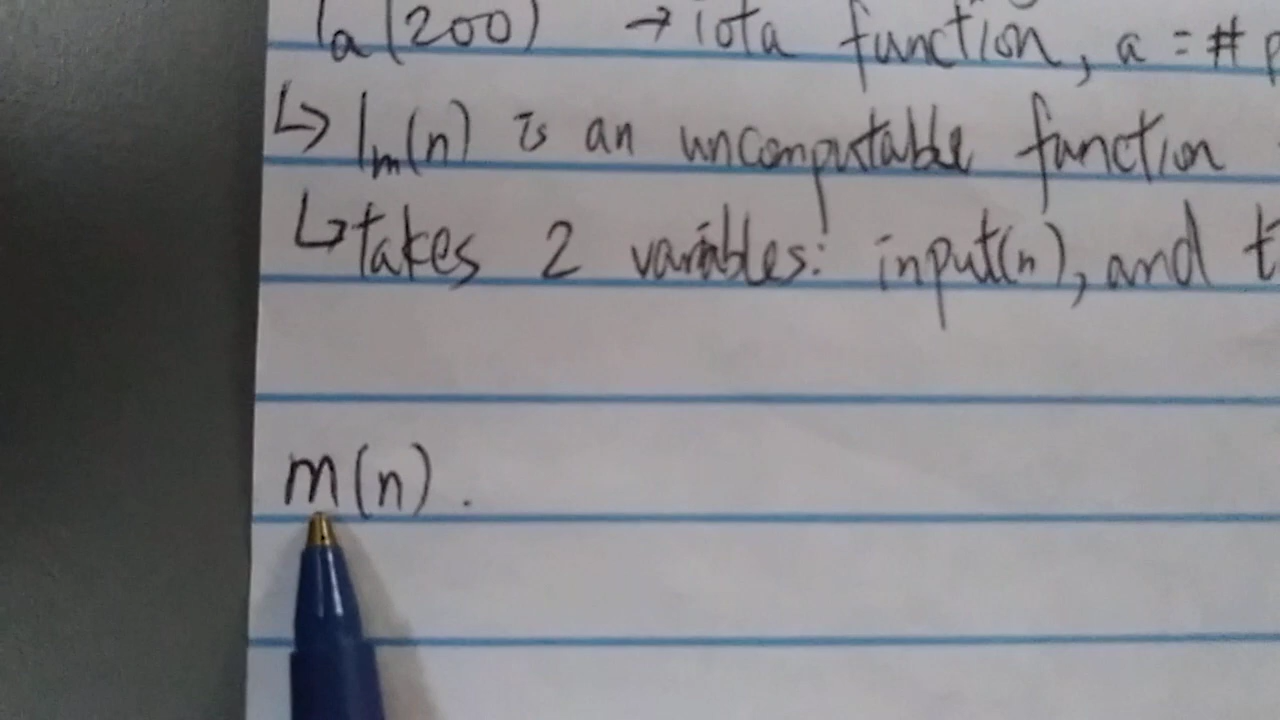 Ia(200) → iota function, a = #
↳ Im(n) is an uncomputable function
↳ takes 2 variables: input(n), and
m(n).